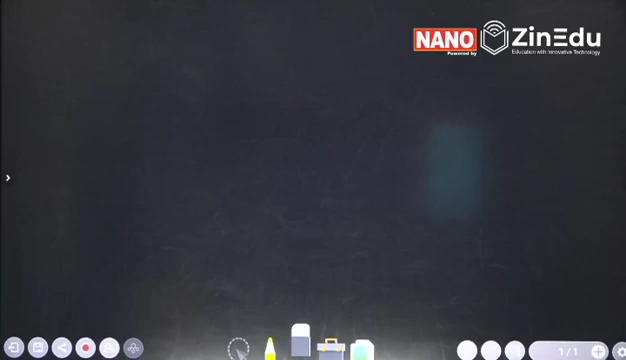 NANO
Powered by
ZinEdu
Education with Innovative Technology
1/1